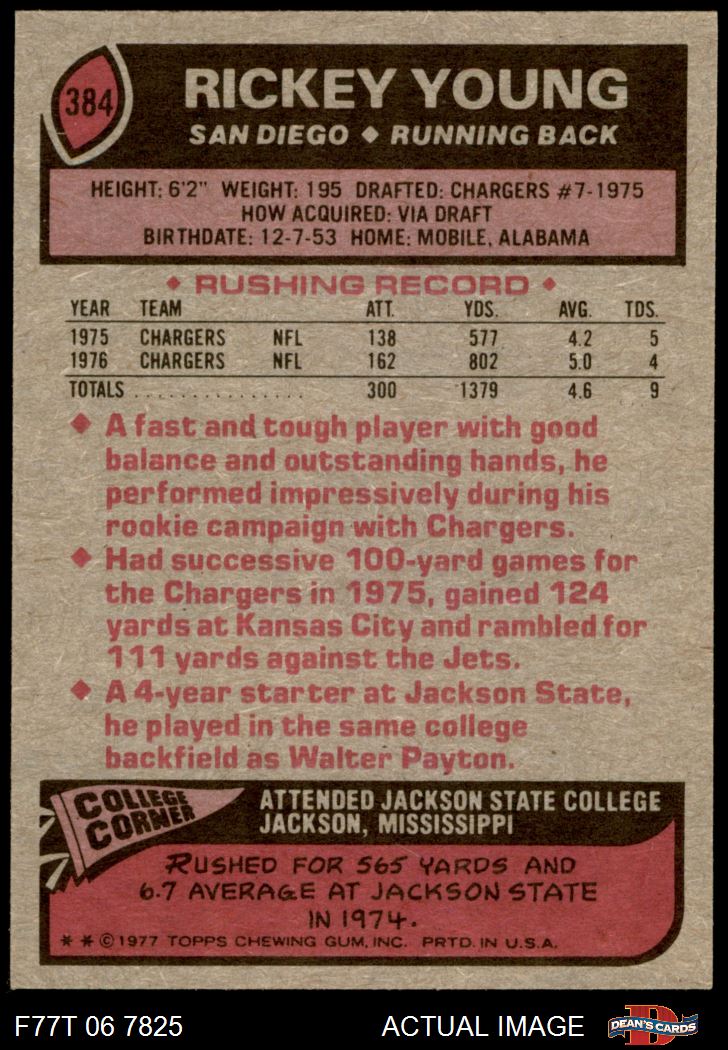 384
RICKEY YOUNG
SAN DIEGO ◆ RUNNING BACK
HEIGHT: 6'2" WEIGHT: 195 DRAFTED: CHARGERS #7-1975
HOW ACQUIRED: VIA DRAFT
BIRTHDATE: 12-7-53 HOME: MOBILE, ALABAMA
◆ RUSHING RECORD ◆
YEAR TEAM ATT. YDS. AVG. TDS.
1975 CHARGERS NFL 138 577 4.2 5
1976 CHARGERS NFL 162 802 5.0 4
TOTALS . . . . . . . . . . . . . . . 300 1379 4.6 9
◆ A fast and tough player with good
balance and outstanding hands, he
performed impressively during his
rookie campaign with Chargers.
◆ Had successive 100-yard games for
the Chargers in 1975, gained 124
yards at Kansas City and rambled for
111 yards against the Jets.
◆ A 4-year starter at Jackson State,
he played in the same college
backfield as Walter Payton.
COLLEGE
CORNER
ATTENDED JACKSON STATE COLLEGE
JACKSON, MISSISSIPPI
RUSHED FOR 565 YARDS AND
6.7 AVERAGE AT JACKSON STATE
IN 1974.
* * © 1977 TOPPS CHEWING GUM, INC. PRTD. IN U.S.A.
F77T 06 7825 ACTUAL IMAGE
D
DEAN'S CARDS